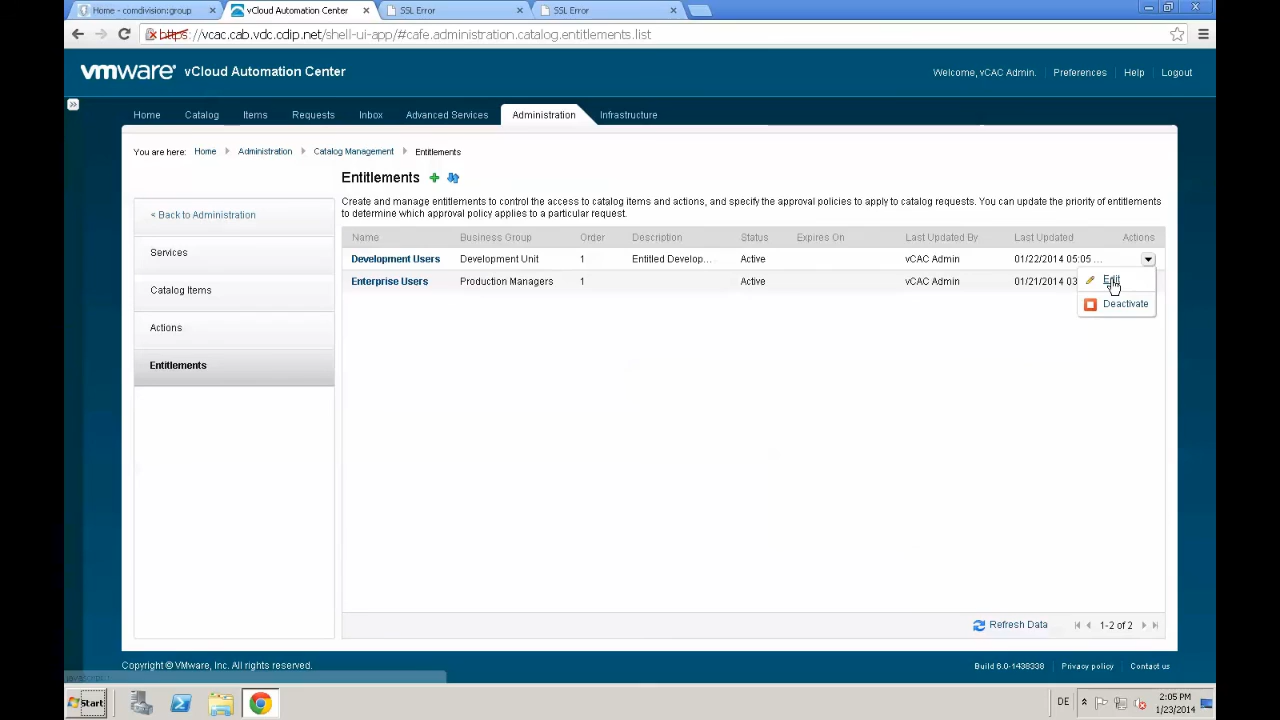 Home - comdivision:group
vCloud Automation Center
SSL Error
SSL Error
https://vcac.cab.vdc.cdip.net/shell-ui-app/#cafe.administration.catalog.entitlements.list
vmware® vCloud Automation Center
Welcome, vCAC Admin.
Preferences
Help
Logout
Home
Catalog
Items
Requests
Inbox
Advanced Services
Administration
Infrastructure
You are here: Home Administration Catalog Management Entitlements
< Back to Administration
Services
Catalog Items
Actions
Entitlements
Entitlements
Create and manage entitlements to control the access to catalog items and actions, and specify the approval policies to apply to catalog requests. You can update the priority of entitlements
to determine which approval policy applies to a particular request.
Name Business Group Order Description Status Expires On Last Updated By Last Updated Actions
Development Users Development Unit 1 Entitled Develop... Active vCAC Admin 01/22/2014 05:05 ...
Enterprise Users Production Managers 1 Active vCAC Admin 01/21/2014 03
Edit
Deactivate
Refresh Data
1-2 of 2
Copyright © VMware, Inc. All rights reserved.
Build 6.0-1438338
Privacy policy
Contact us
Start
DE
2:05 PM
1/23/2014